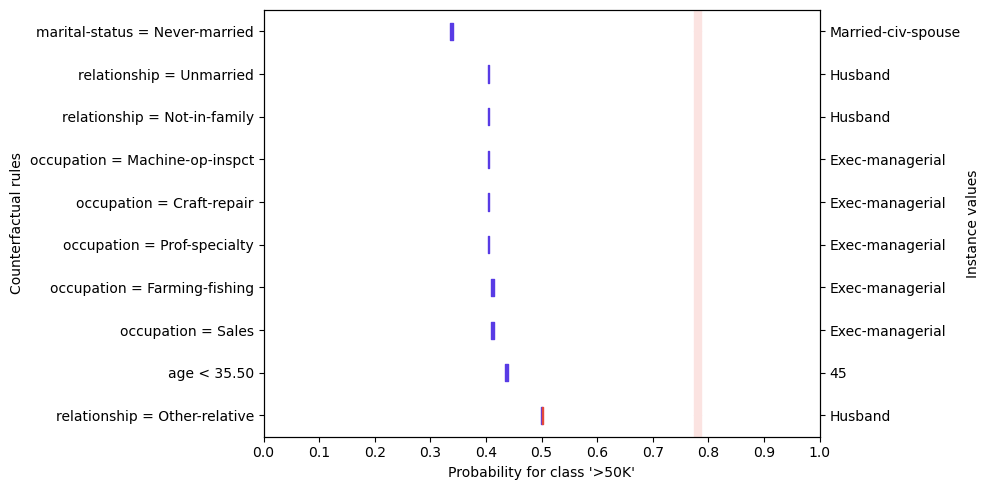 marital-status = Never-married
Married-civ-spouse
relationship = Unmarried
Husband
relationship = Not-in-family
Husband
occupation = Machine-op-inspct
Exec-managerial
occupation = Craft-repair
Exec-managerial
occupation = Prof-specialty
Exec-managerial
occupation = Farming-fishing
Exec-managerial
occupation = Sales
Exec-managerial
age < 35.50
45
relationship = Other-relative
Husband
Counterfactual rules
Instance values
0.0 0.1 0.2 0.3 0.4 0.5 0.6 0.7 0.8 0.9 1.0
Probability for class '>50K'